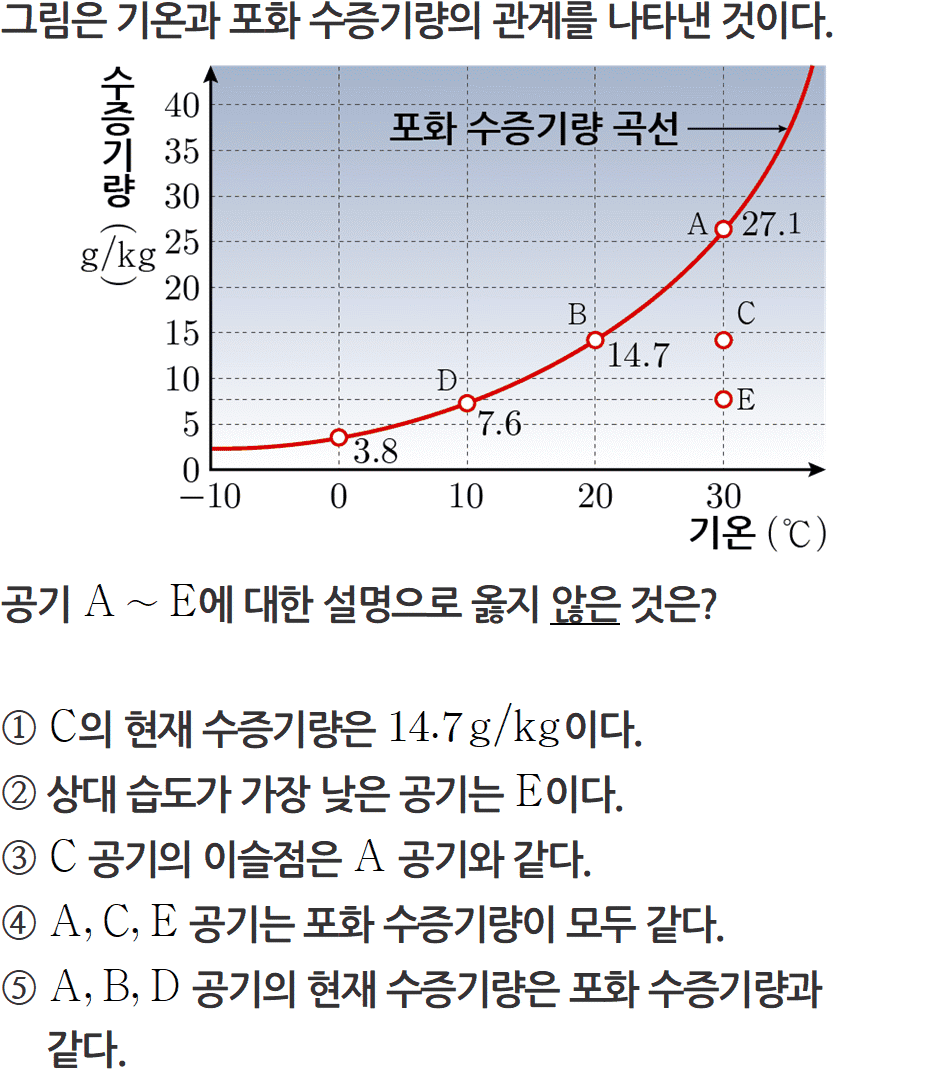 그림은 기온과 포화 수증기량의 관계를 나타낸 것이다.
수증기량 (g/kg)
40
35
30
25
20
15
10
5
0
포화 수증기량 곡선
A
27.1
B
14.7
C
D
7.6
E
3.8
−10 0 10 20 30
기온 (℃)
공기 A ~ E에 대한 설명으로 옳지 않은 것은?
① C의 현재 수증기량은 14.7g/kg이다.
② 상대 습도가 가장 낮은 공기는 E이다.
③ C 공기의 이슬점은 A 공기와 같다.
④ A, C, E 공기는 포화 수증기량이 모두 같다.
⑤ A, B, D 공기의 현재 수증기량은 포화 수증기량과
같다.